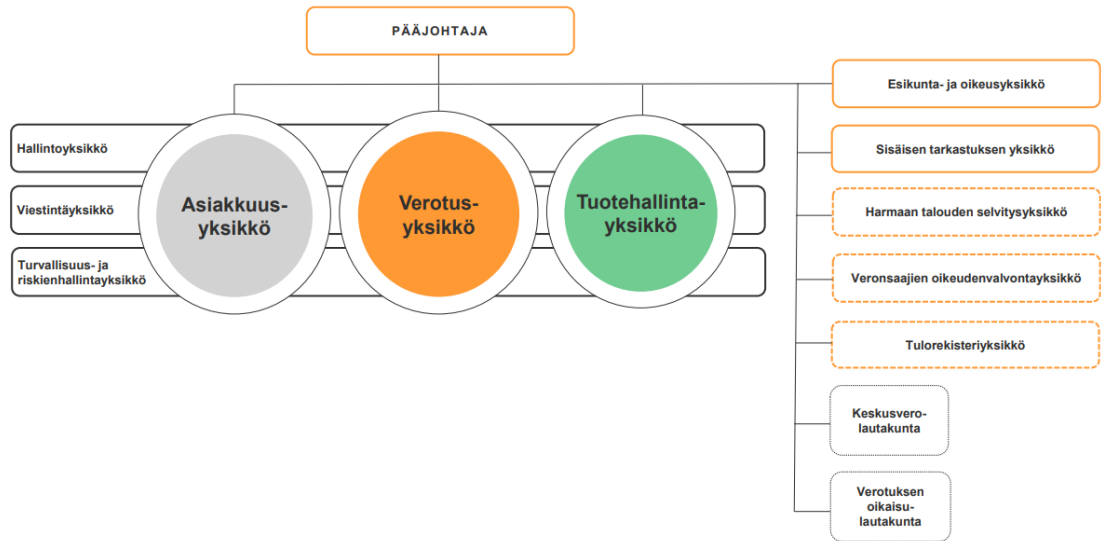 PÄÄJOHTAJA
Hallintoyksikkö
Viestintäyksikkö
Turvallisuus- ja
riskienhallintayksikkö
Asiakkuus-
yksikkö
Verotus-
yksikkö
Tuotehallinta-
yksikkö
Esikunta- ja oikeusyksikkö
Sisäisen tarkastuksen yksikkö
Harmaan talouden selvitysyksikkö
Veronsaajien oikeudenvalvontayksikkö
Tulorekisteriyksikkö
Keskusvero-
lautakunta
Verotuksen
oikaisu-
lautakunta